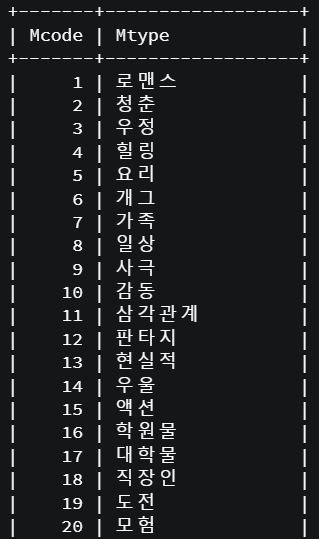 +-------+------------------+
| Mcode | Mtype            |
+-------+------------------+
|     1 | 로맨스           |
|     2 | 청춘             |
|     3 | 우정             |
|     4 | 힐링             |
|     5 | 요리             |
|     6 | 개그             |
|     7 | 가족             |
|     8 | 일상             |
|     9 | 사극             |
|    10 | 감동             |
|    11 | 삼각관계         |
|    12 | 판타지           |
|    13 | 현실적           |
|    14 | 우울             |
|    15 | 액션             |
|    16 | 학원물           |
|    17 | 대학물           |
|    18 | 직장인           |
|    19 | 도전             |
|    20 | 모험             |